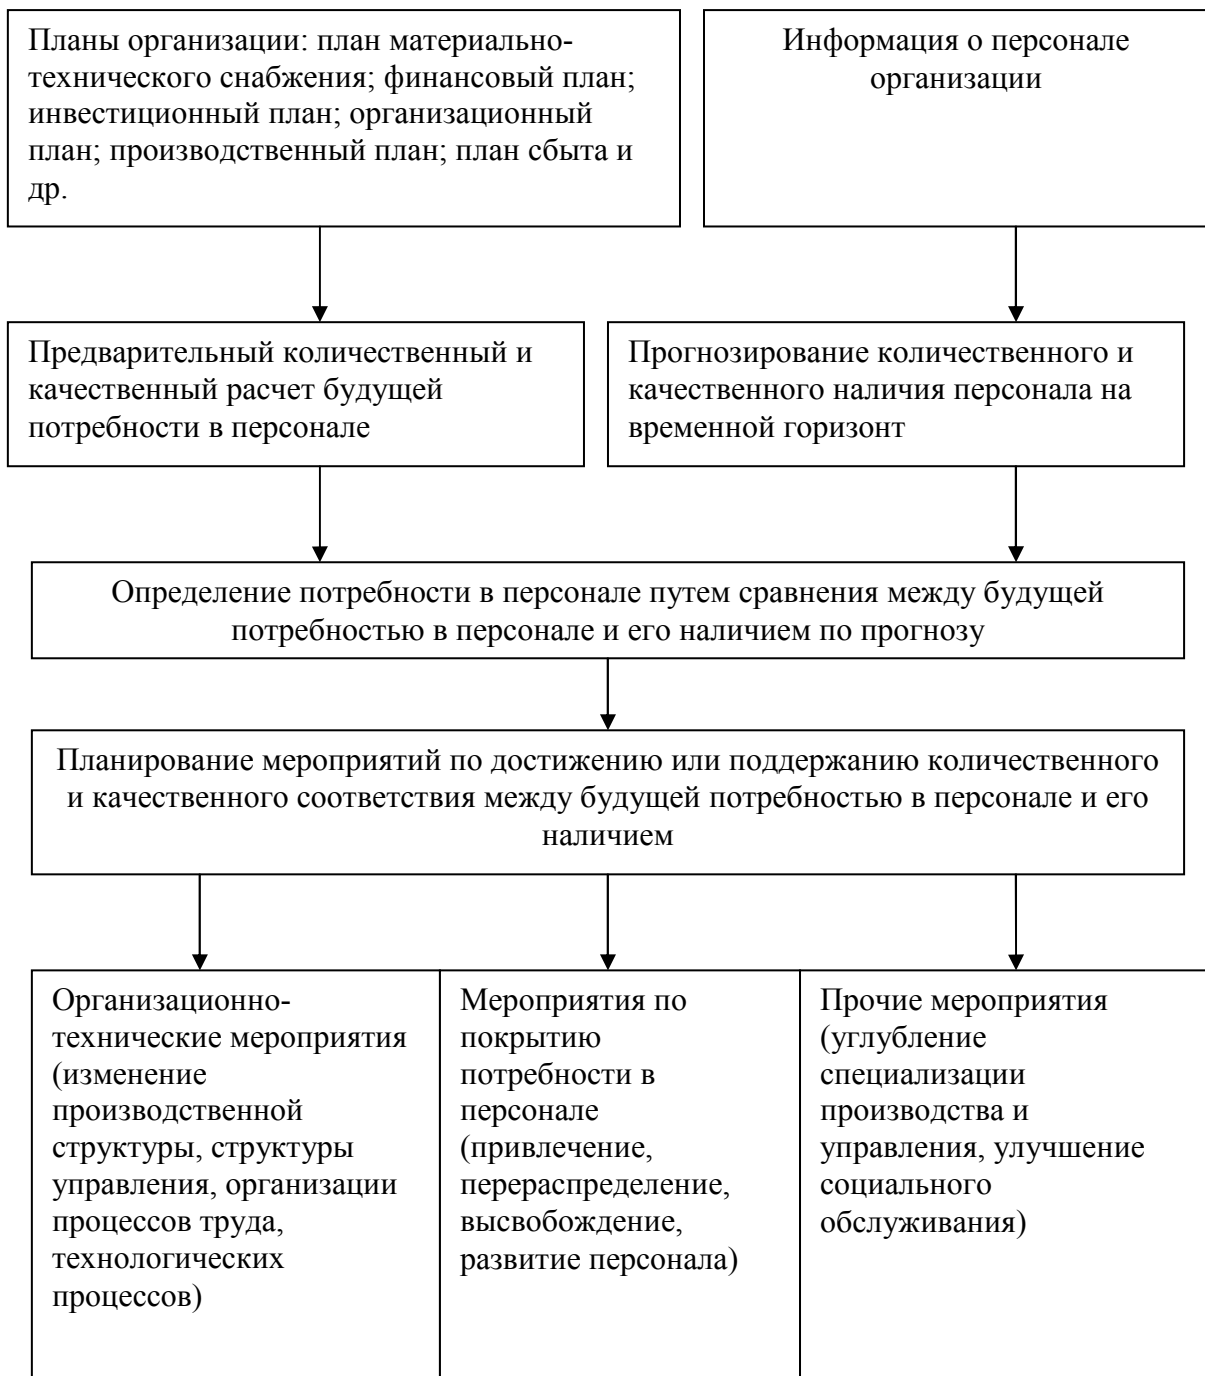 Планы организации: план материально-
технического снабжения; финансовый план;
инвестиционный план; организационный
план; производственный план; план сбыта и
др.
Информация о персонале
организации
Предварительный количественный и
качественный расчет будущей
потребности в персонале
Прогнозирование количественного и
качественного наличия персонала на
временной горизонт
Определение потребности в персонале путем сравнения между будущей
потребностью в персонале и его наличием по прогнозу
Планирование мероприятий по достижению или поддержанию количественного
и качественного соответствия между будущей потребностью в персонале и его
наличием
Организационно-
технические мероприятия
(изменение
производственной
структуры, структуры
управления, организации
процессов труда,
технологических
процессов)
Мероприятия по
покрытию
потребности в
персонале
(привлечение,
перераспределение,
высвобождение,
развитие персонала)
Прочие мероприятия
(углубление
специализации
производства и
управления, улучшение
социального
обслуживания)